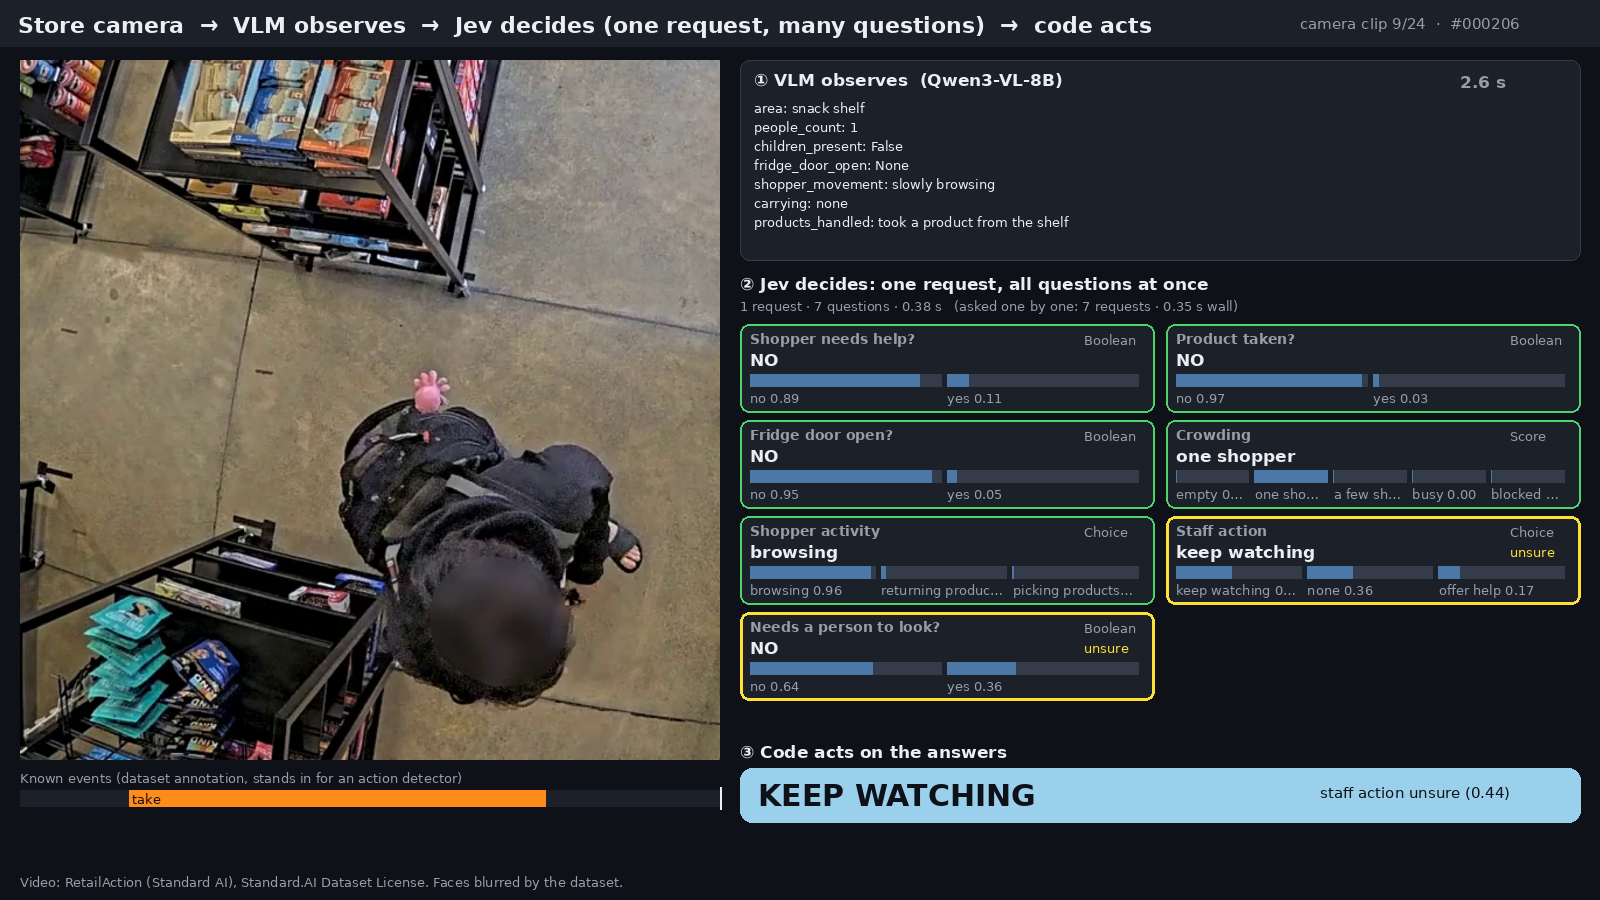 Store camera → VLM observes → Jev decides (one request, many questions) → code acts
camera clip 9/24 · #000206
① VLM observes (Qwen3-VL-8B)
2.6 s
area: snack shelf
people_count: 1
children_present: False
fridge_door_open: None
shopper_movement: slowly browsing
carrying: none
products_handled: took a product from the shelf
② Jev decides: one request, all questions at once
1 request · 7 questions · 0.38 s (asked one by one: 7 requests · 0.35 s wall)
Shopper needs help?
Boolean
NO
no 0.89
yes 0.11
Product taken?
Boolean
NO
no 0.97
yes 0.03
Fridge door open?
Boolean
NO
no 0.95
yes 0.05
Crowding
Score
one shopper
empty 0...
one sho...
a few sh...
busy 0.00
blocked ...
Shopper activity
Choice
browsing
browsing 0.96
returning produc...
picking products...
Staff action
Choice
keep watching
unsure
keep watching 0...
none 0.36
offer help 0.17
Needs a person to look?
Boolean
NO
unsure
no 0.64
yes 0.36
③ Code acts on the answers
KEEP WATCHING
staff action unsure (0.44)
Known events (dataset annotation, stands in for an action detector)
take
KIND
Video: RetailAction (Standard AI), Standard.AI Dataset License. Faces blurred by the dataset.